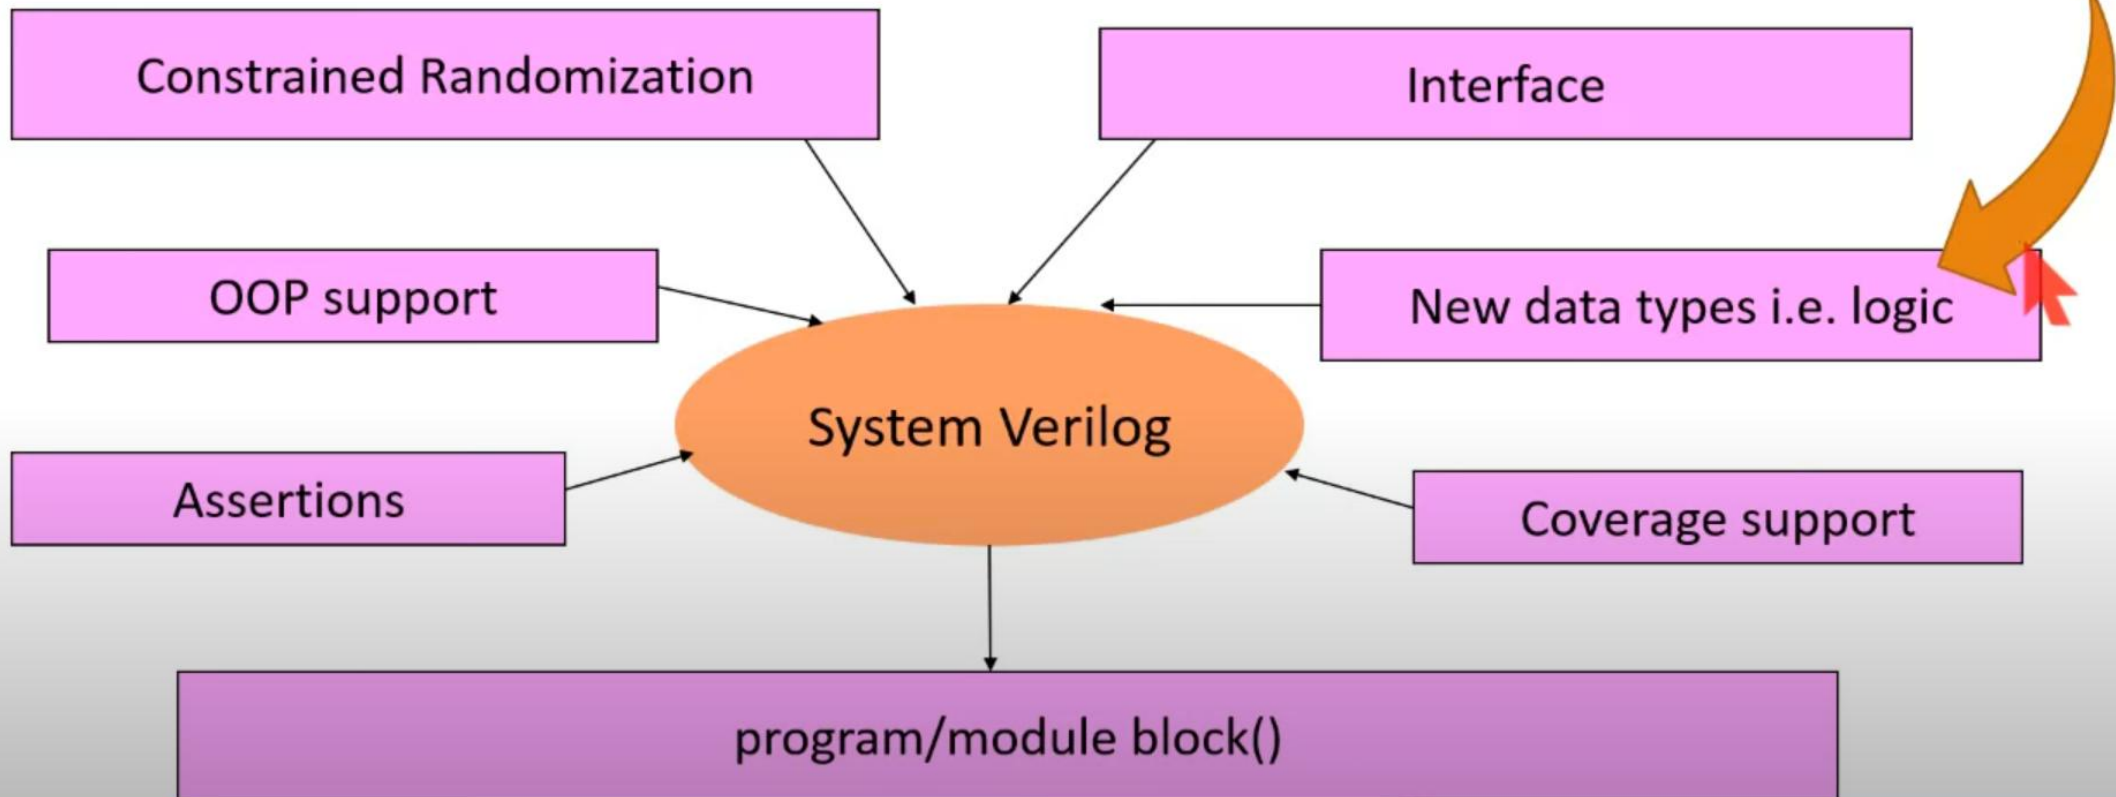 Constrained Randomization
Interface
OOP support
New data types i.e. logic
System Verilog
Assertions
Coverage support
program/module block()